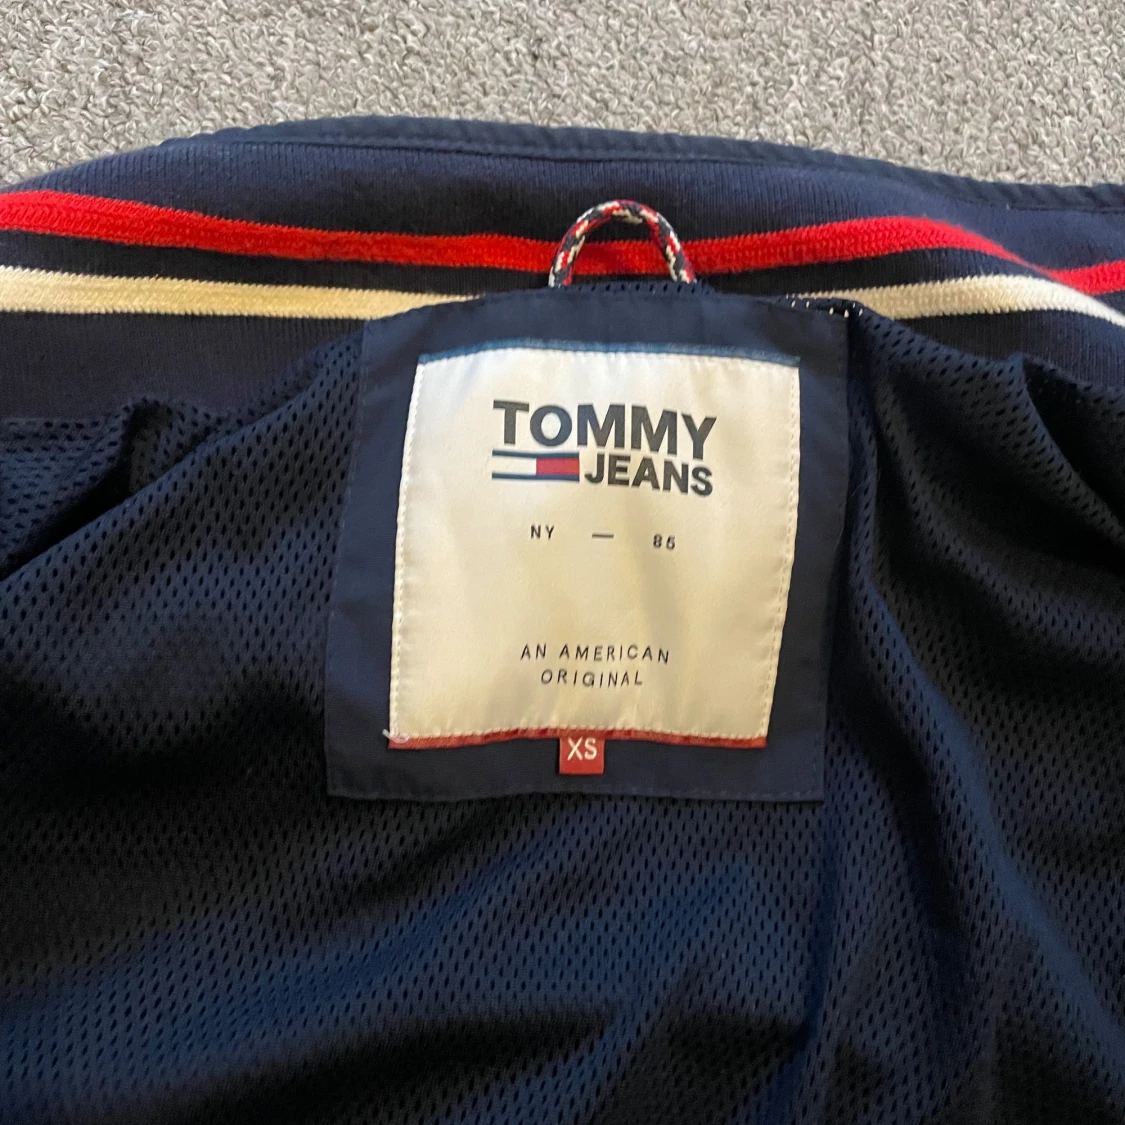 TOMMY
JEANS
NY — 85
AN AMERICAN
ORIGINAL
XS